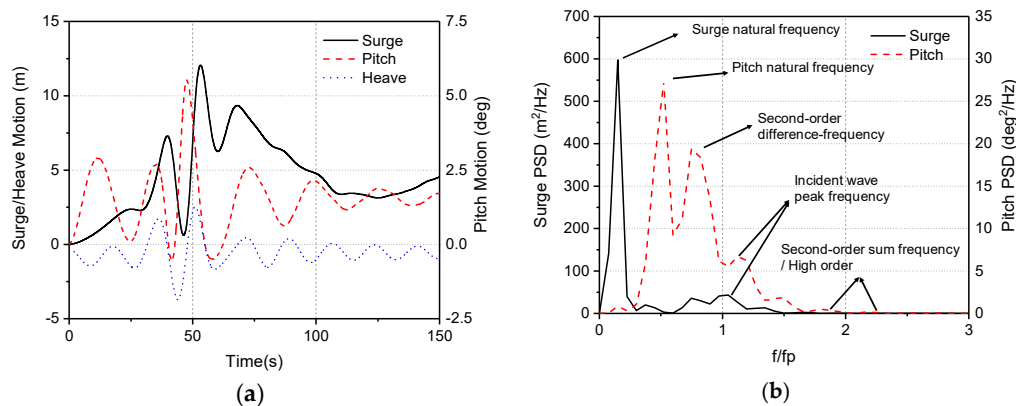 15
10
5
0
-5
7.5
5.0
2.5
0.0
-2.5
0
50
100
150
Surge/Heave Motion (m)
Pitch Motion (deg)
Time(s)
Surge
Pitch
Heave
(a)
700
600
500
400
300
200
100
0
35
30
25
20
15
10
5
0
0
1
2
3
Surge PSD (m²/Hz)
Pitch PSD (deg²/Hz)
f/fp
Surge
Pitch
Surge natural frequency
Pitch natural frequency
Second-order
difference-frequency
Incident wave
peak frequency
Second-order sum frequency
/ High order
(b)